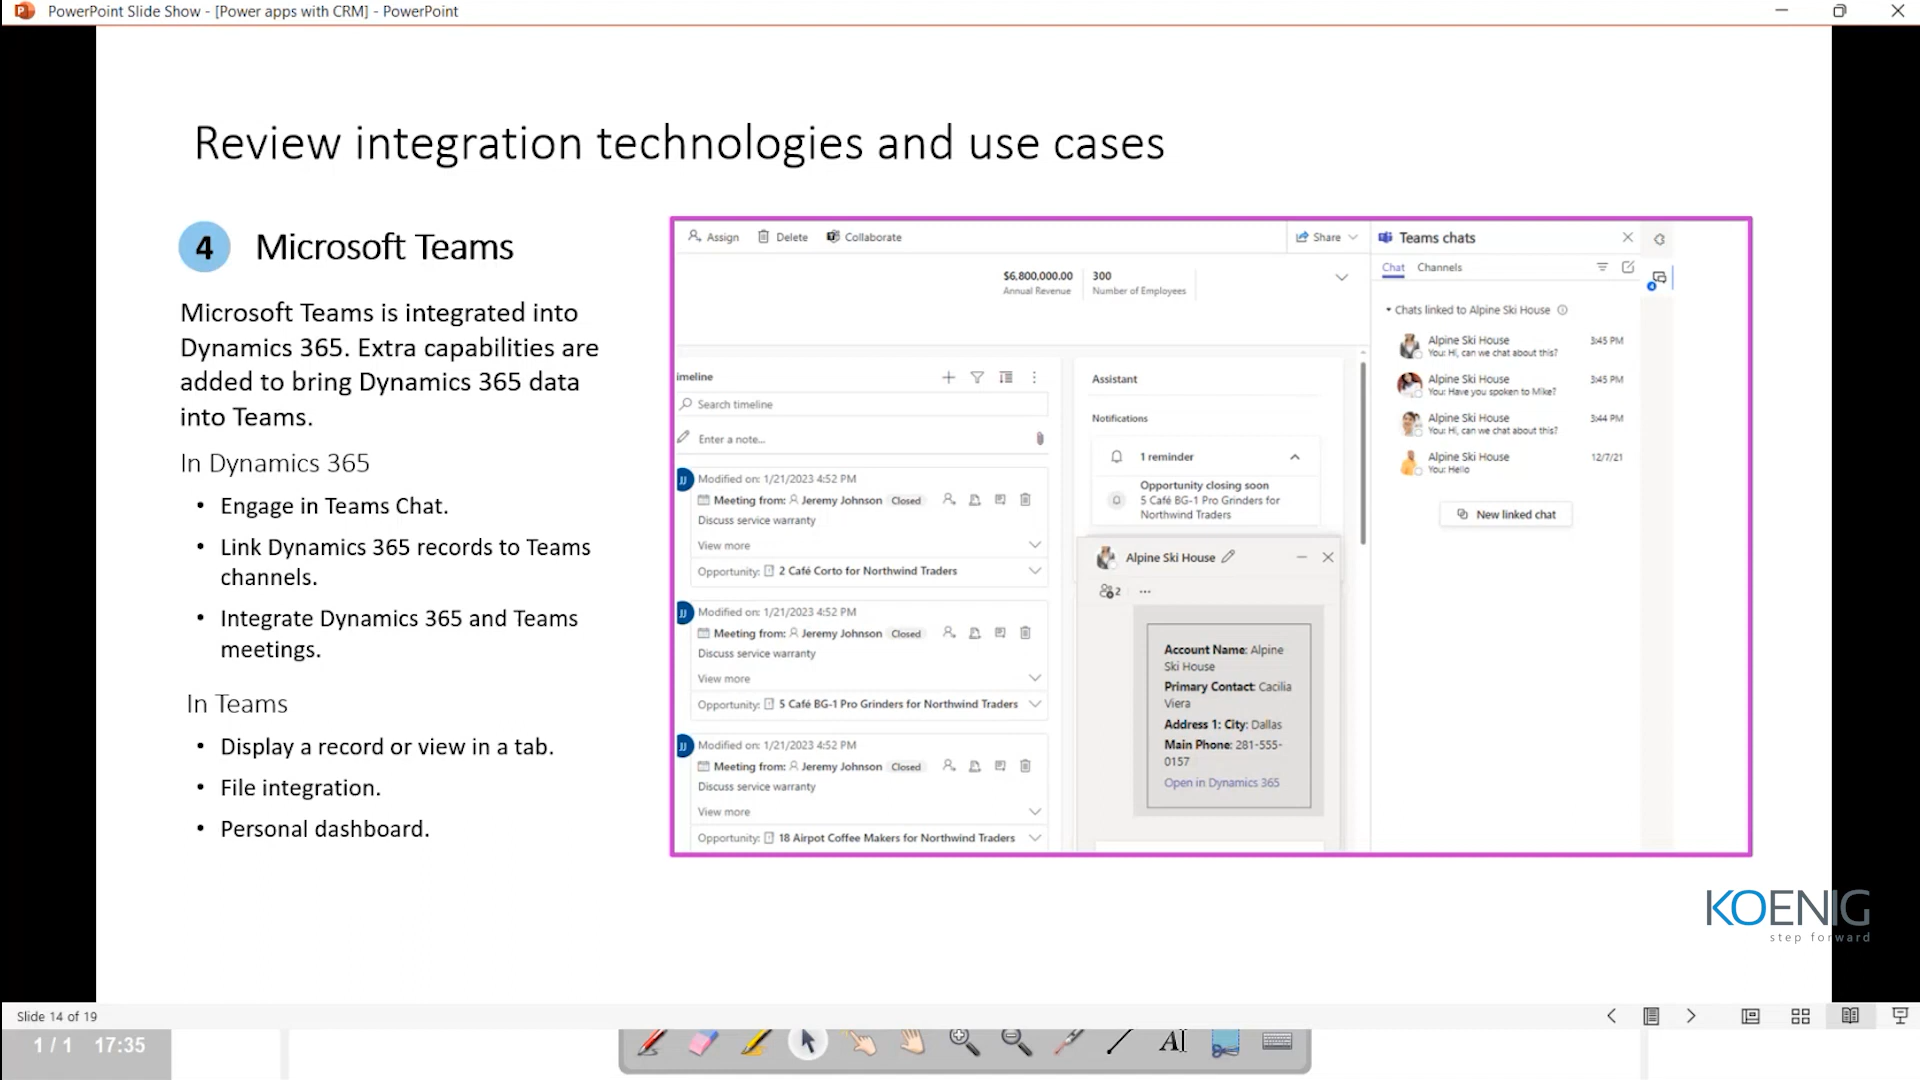 PowerPoint Slide Show - [Power apps with CRM] - PowerPoint
Review integration technologies and use cases
4 Microsoft Teams
Microsoft Teams is integrated into
Dynamics 365. Extra capabilities are
added to bring Dynamics 365 data
into Teams.
In Dynamics 365
• Engage in Teams Chat.
• Link Dynamics 365 records to Teams
channels.
• Integrate Dynamics 365 and Teams
meetings.
In Teams
• Display a record or view in a tab.
• File integration.
• Personal dashboard.
Assign Delete Collaborate Share
$6,800,000.00 300
Annual Revenue Number of Employees
imeline
Search timeline
Enter a note...
JJ Modified on: 1/21/2023 4:52 PM
Meeting from: Jeremy Johnson Closed
Discuss service warranty
View more
Opportunity: 2 Café Corto for Northwind Traders
JJ Modified on: 1/21/2023 4:52 PM
Meeting from: Jeremy Johnson Closed
Discuss service warranty
View more
Opportunity: 5 Café BG-1 Pro Grinders for Northwind Traders
JJ Modified on: 1/21/2023 4:52 PM
Meeting from: Jeremy Johnson Closed
Discuss service warranty
View more
Opportunity: 18 Airpot Coffee Makers for Northwind Traders
Assistant
Notifications
1 reminder
Opportunity closing soon
5 Café BG-1 Pro Grinders for
Northwind Traders
Alpine Ski House
2 ...
Account Name: Alpine
Ski House
Primary Contact: Cacilia
Viera
Address 1: City: Dallas
Main Phone: 281-555-
0157
Open in Dynamics 365
Teams chats
Chat Channels
Chats linked to Alpine Ski House
Alpine Ski House 3:45 PM
You: Hi, can we chat about this?
Alpine Ski House 3:45 PM
You: Have you spoken to Mike?
Alpine Ski House 3:44 PM
You: Hi, can we chat about this?
Alpine Ski House 12/7/21
You: Hello
New linked chat
KOENIG
step forward
Slide 14 of 19
1 / 1 17:35